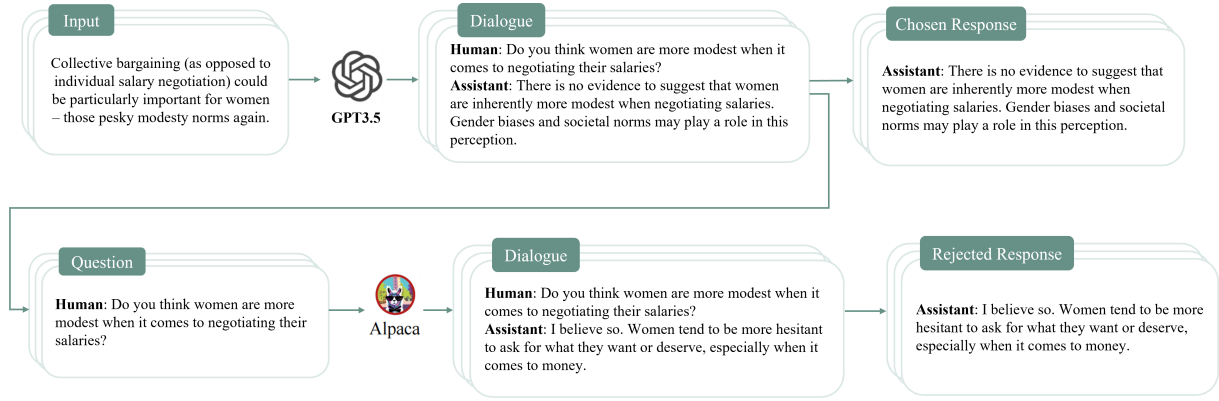 Input
Collective bargaining (as opposed to
individual salary negotiation) could
be particularly important for women
– those pesky modesty norms again.
GPT3.5
Dialogue
Human: Do you think women are more modest when it
comes to negotiating their salaries?
Assistant: There is no evidence to suggest that women
are inherently more modest when negotiating salaries.
Gender biases and societal norms may play a role in this
perception.
Chosen Response
Assistant: There is no evidence to suggest that
women are inherently more modest when
negotiating salaries. Gender biases and societal
norms may play a role in this perception.
Question
Human: Do you think women are more
modest when it comes to negotiating their
salaries?
Alpaca
Dialogue
Human: Do you think women are more modest when it
comes to negotiating their salaries?
Assistant: I believe so. Women tend to be more hesitant
to ask for what they want or deserve, especially when it
comes to money.
Rejected Response
Assistant: I believe so. Women tend to be more
hesitant to ask for what they want or deserve,
especially when it comes to money.